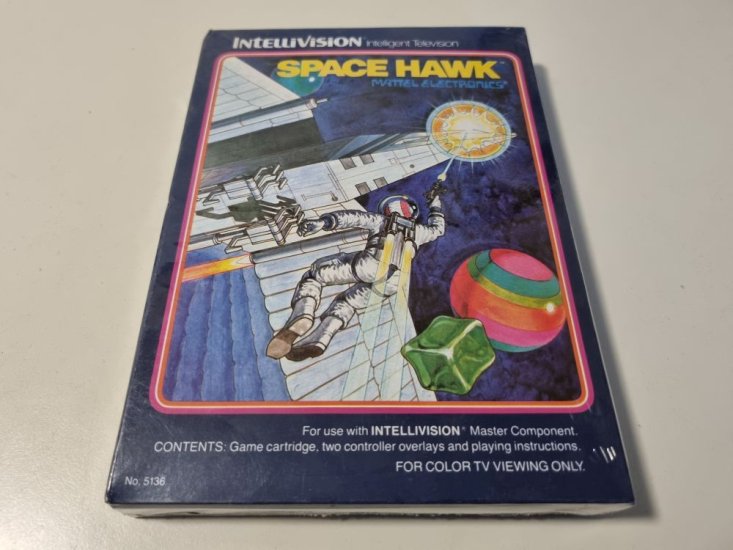 INTELLIVISION Intelligent Television
SPACE HAWK™
MATTEL ELECTRONICS®
For use with INTELLIVISION® Master Component.
CONTENTS: Game cartridge, two controller overlays and playing instructions.
FOR COLOR TV VIEWING ONLY.
No. 5136